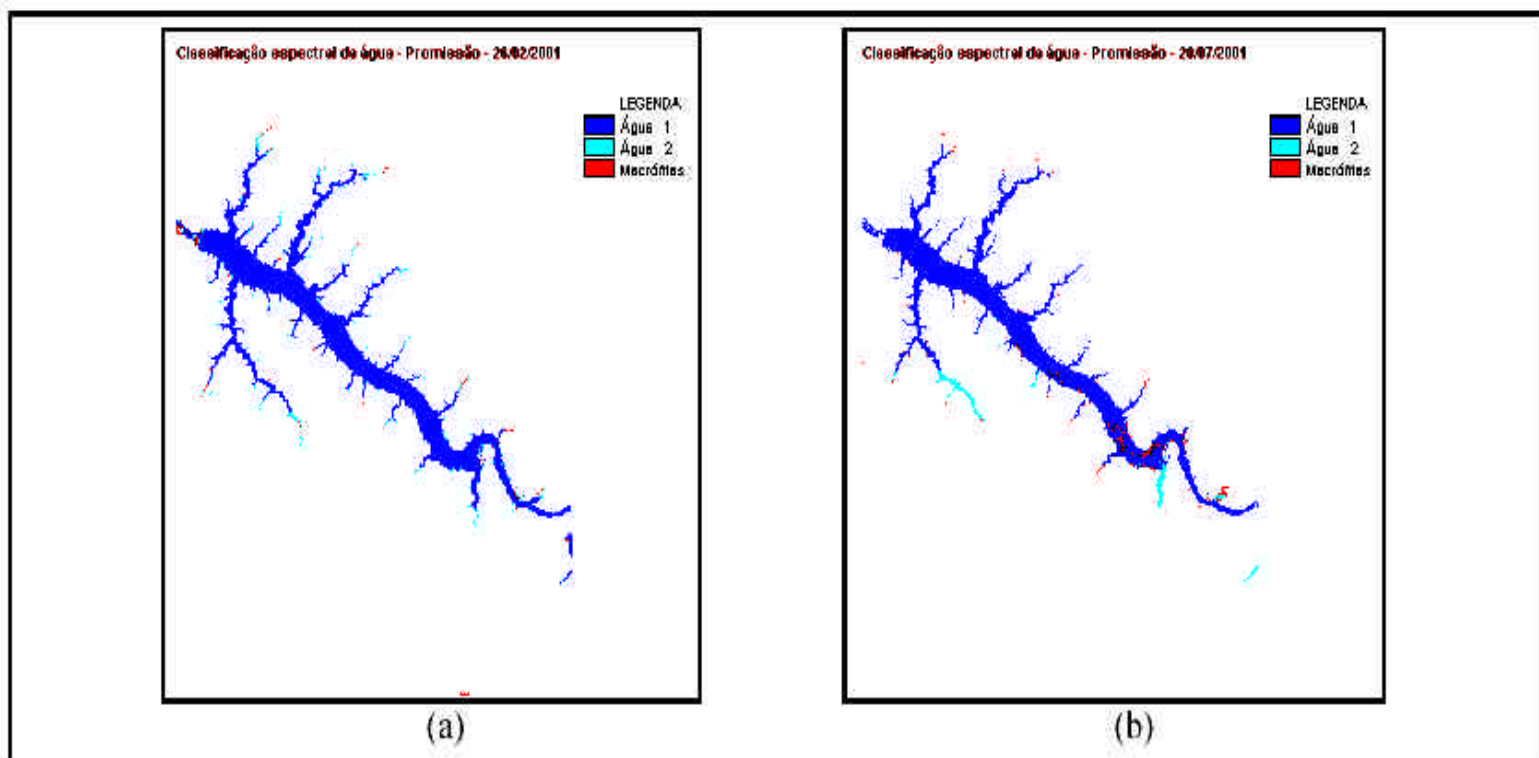 Classificação espectral de água - Promissão - 26/02/2001
LEGENDA
Água 1
Água 2
Macrófitas
(a)
Classificação espectral de água - Promissão - 20/07/2001
LEGENDA
Água 1
Água 2
Macrófitas
(b)